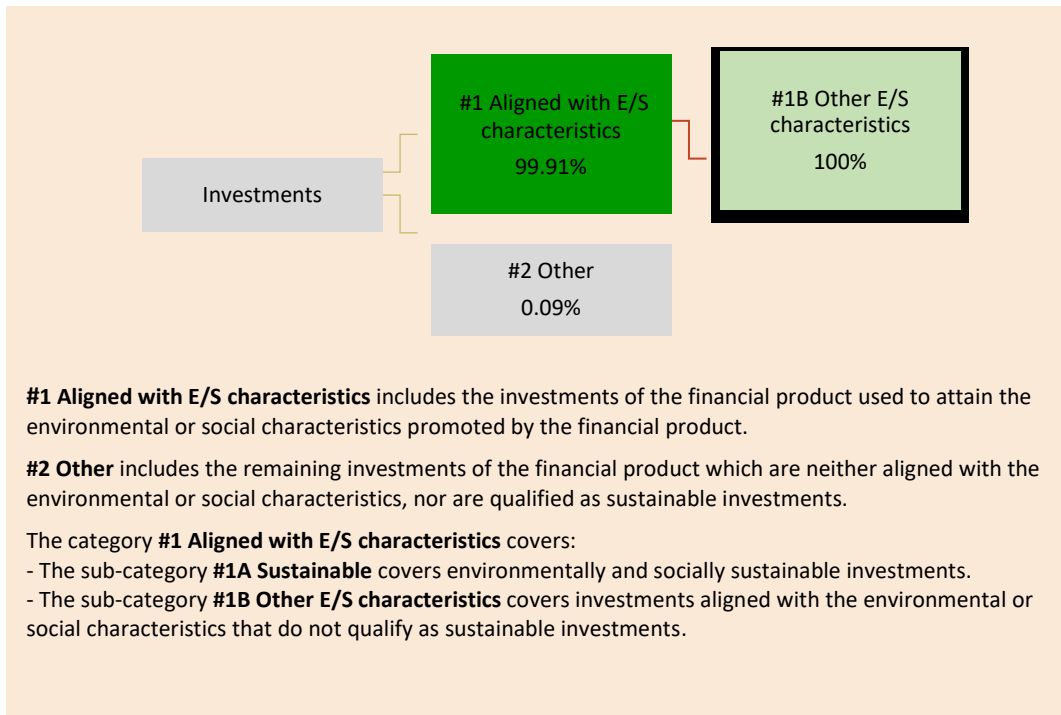 #1 Aligned with E/S
characteristics
99.91%
#1B Other E/S
characteristics
100%
Investments
#2 Other
0.09%
#1 Aligned with E/S characteristics includes the investments of the financial product used to attain the
environmental or social characteristics promoted by the financial product.
#2 Other includes the remaining investments of the financial product which are neither aligned with the
environmental or social characteristics, nor are qualified as sustainable investments.
The category #1 Aligned with E/S characteristics covers:
- The sub-category #1A Sustainable covers environmentally and socially sustainable investments.
- The sub-category #1B Other E/S characteristics covers investments aligned with the environmental or
social characteristics that do not qualify as sustainable investments.